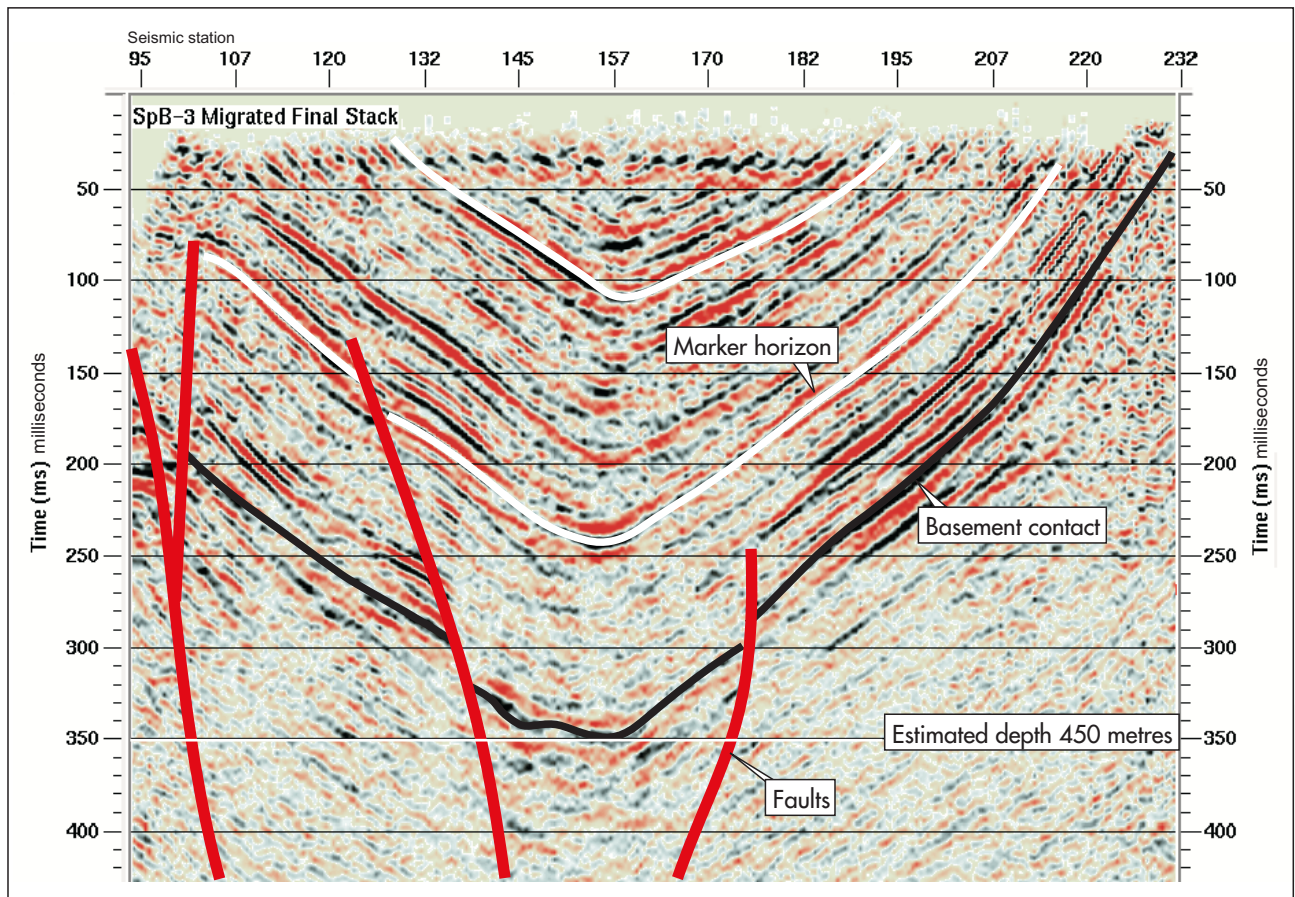 Seismic station
95 107 120 132 145 157 170 182 195 207 220 232
SpB-3 Migrated Final Stack
50 50
100 100
Marker horizon
150 150
200 200
Basement contact
250 250
300 300
Estimated depth 450 metres
350 350
Faults
400 400
Time (ms) milliseconds
Time (ms) milliseconds